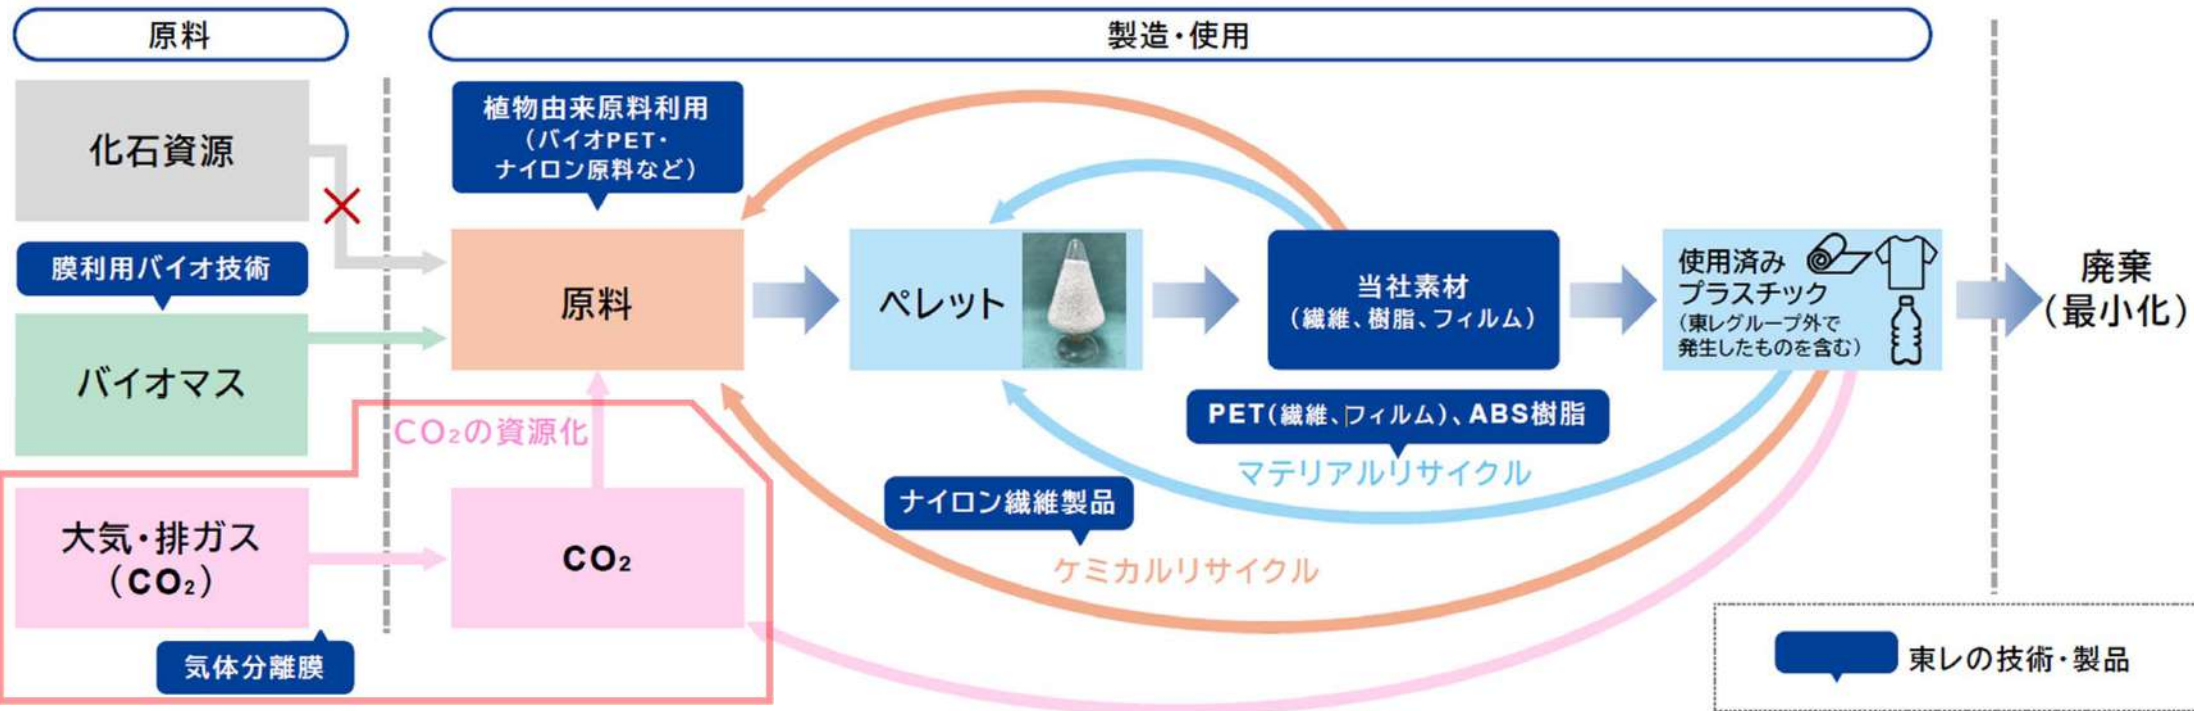 原料
製造・使用
化石資源
植物由来原料利用
（バイオPET・
ナイロン原料など）
膜利用バイオ技術
バイオマス
原料
ペレット
当社素材
（繊維、樹脂、フィルム）
使用済み
プラスチック
（東レグループ外で
発生したものを含む）
廃棄
（最小化）
CO₂の資源化
PET（繊維、フィルム）、ABS樹脂
マテリアルリサイクル
ナイロン繊維製品
ケミカルリサイクル
大気・排ガス
（CO₂）
CO₂
気体分離膜
東レの技術・製品